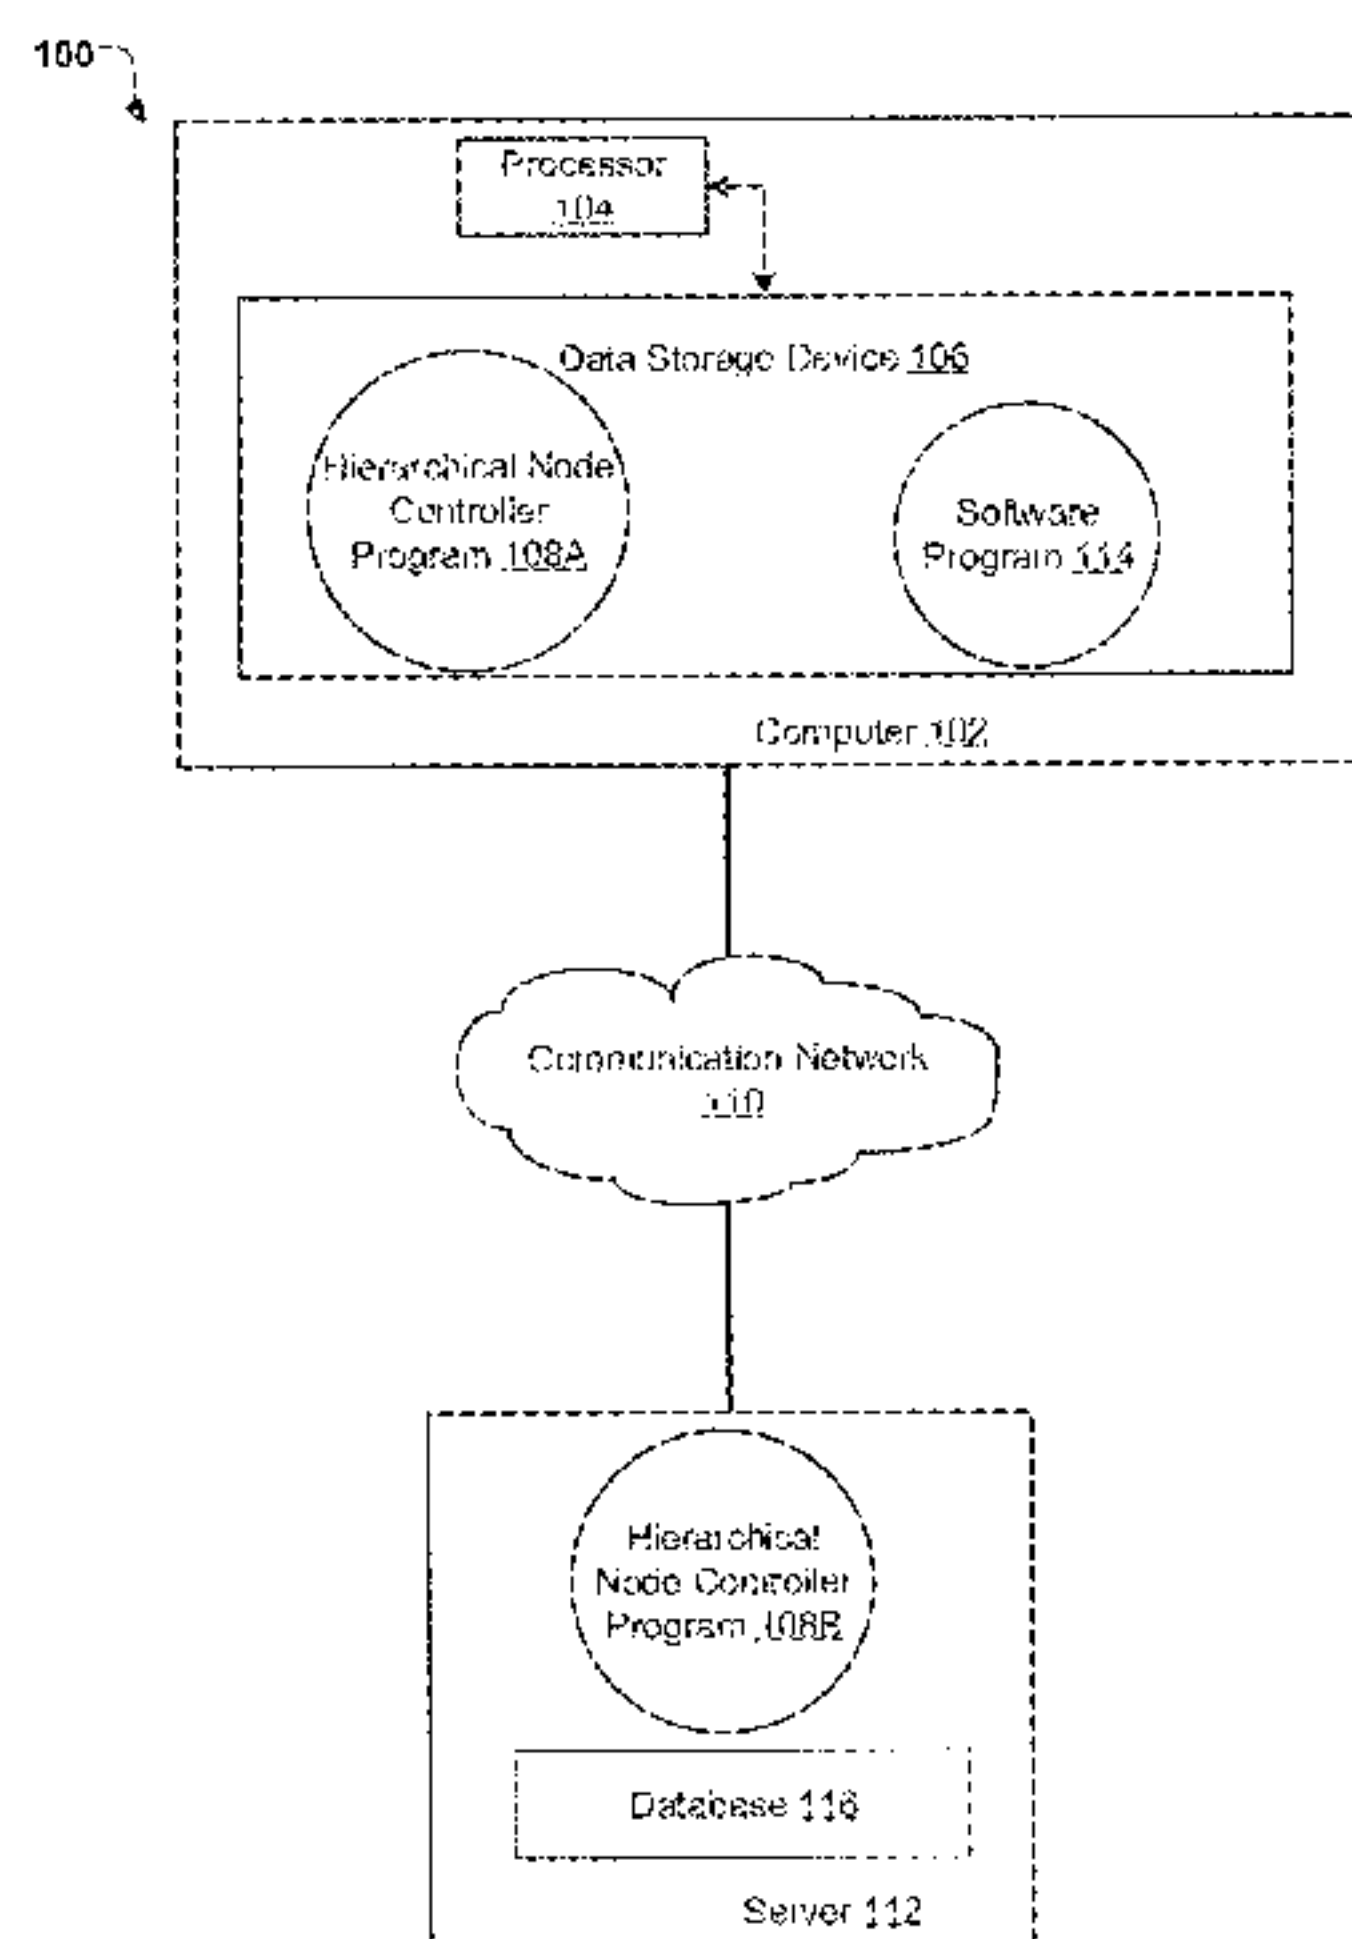 100
Processor
104
Data Storage Device 106
Hierarchical Node
Controller
Program 108A
Software
Program 114
Computer 102
Communication Network
110
Hierarchical
Node Controller
Program 108B
Database 116
Server 112